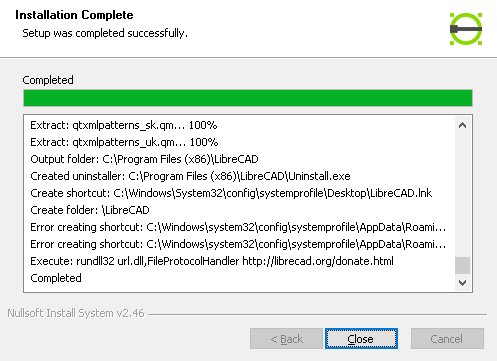 Installation Complete
Setup was completed successfully.
Completed
Extract: qtxmlpatterns_sk.qm... 100%
Extract: qtxmlpatterns_uk.qm... 100%
Output folder: C:\Program Files (x86)\LibreCAD
Created uninstaller: C:\Program Files (x86)\LibreCAD\Uninstall.exe
Create shortcut: C:\Windows\System32\config\systemprofile\Desktop\LibreCAD.lnk
Create folder: \LibreCAD
Error creating shortcut: C:\Windows\system32\config\systemprofile\AppData\Roami...
Error creating shortcut: C:\Windows\system32\config\systemprofile\AppData\Roami...
Execute: rundll32 url.dll,FileProtocolHandler http://librecad.org/donate.html
Completed
Nullsoft Install System v2.46
< Back
Close
Cancel